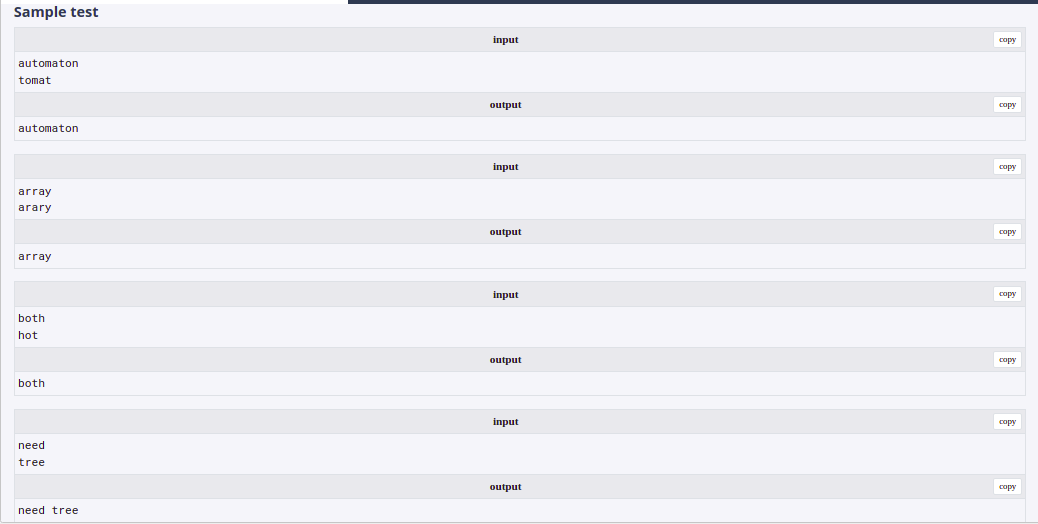 Sample test
input
copy
automaton
tomat
output
copy
automaton
input
copy
array
arary
output
copy
array
input
copy
both
hot
output
copy
both
input
copy
need
tree
output
copy
need tree